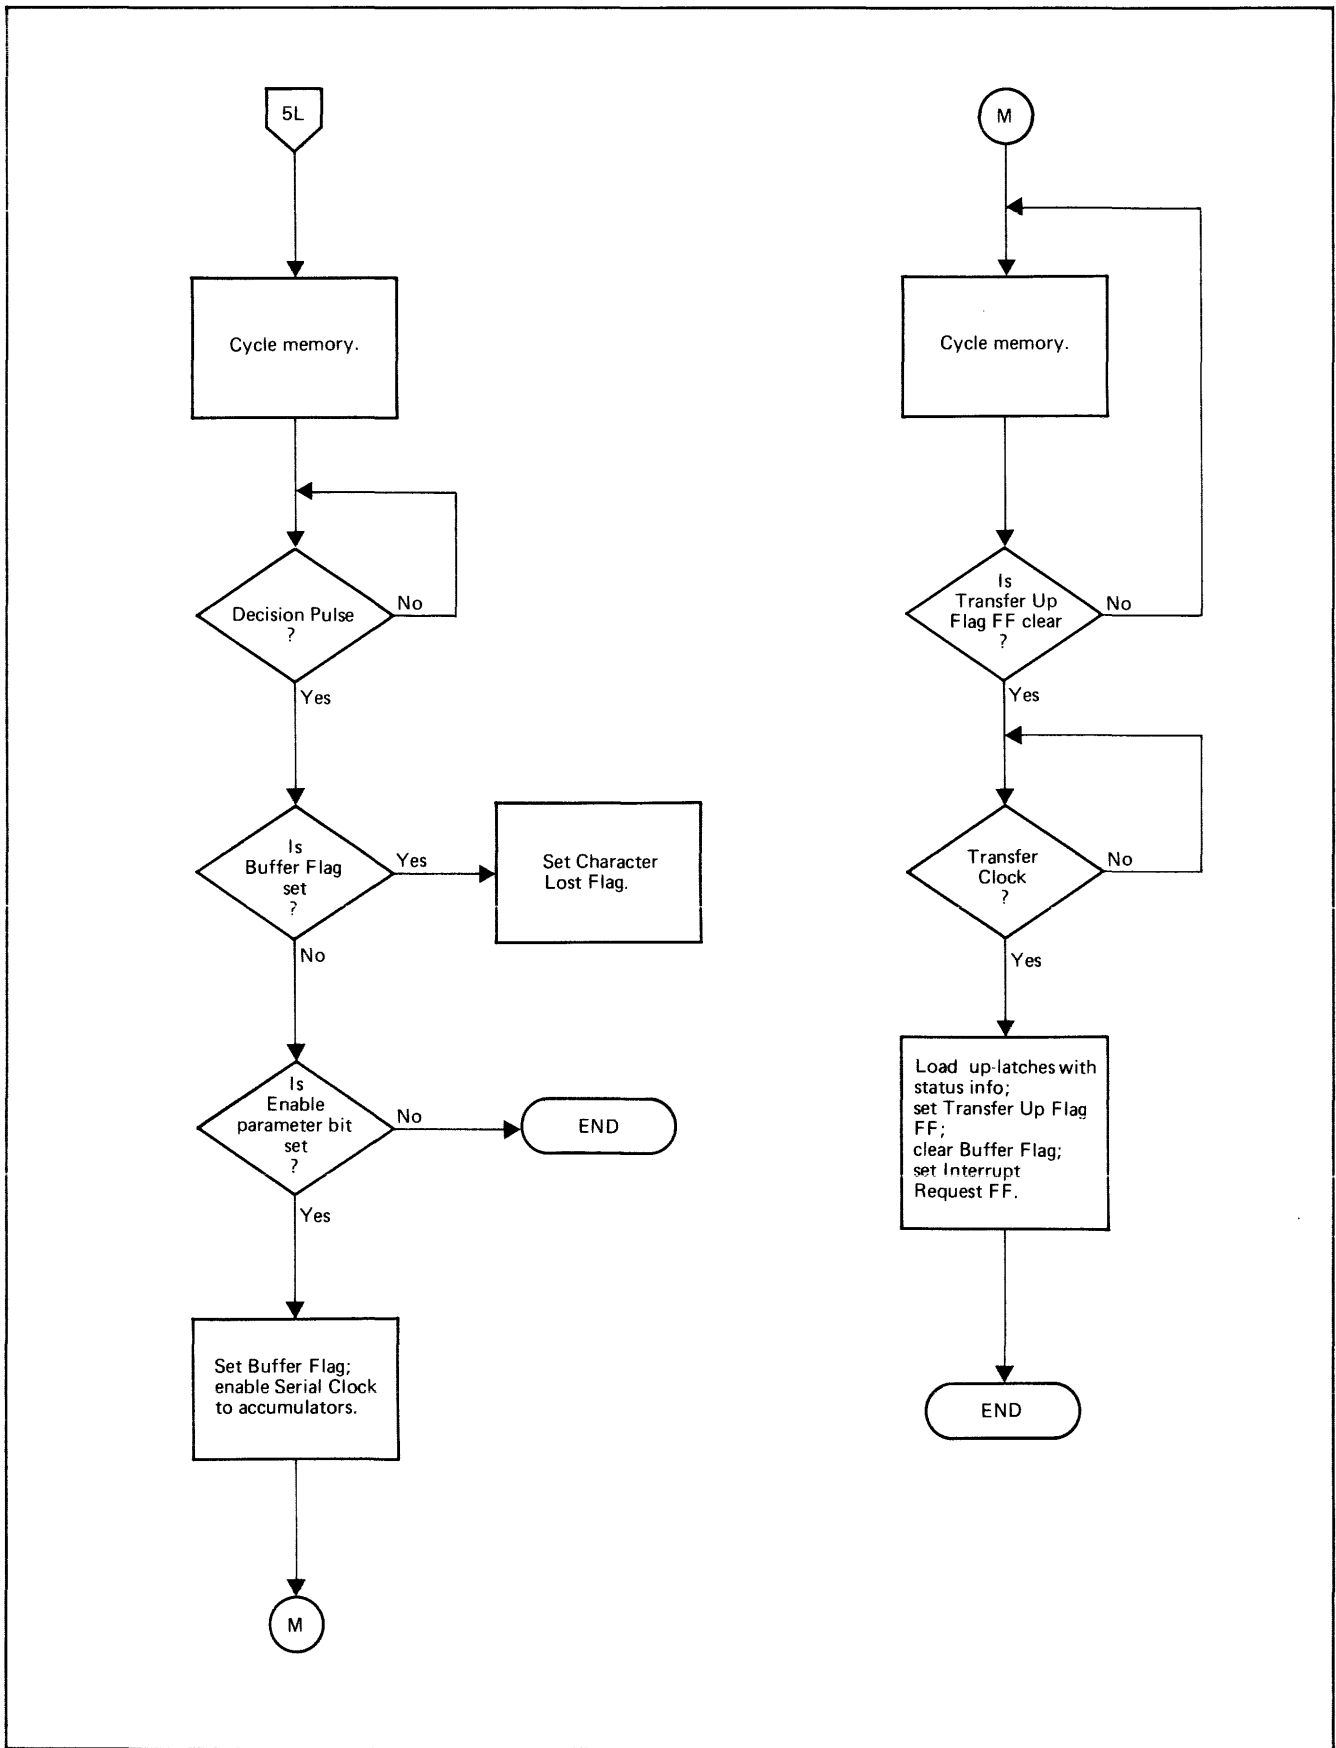 5L
Cycle memory.
Decision Pulse
?
No
Yes
Is
Buffer Flag
set
?
Yes
Set Character
Lost Flag.
No
Is
Enable
parameter bit
set
?
No
END
Yes
Set Buffer Flag;
enable Serial Clock
to accumulators.
M
M
Cycle memory.
Is
Transfer Up
Flag FF clear
?
No
Yes
Transfer
Clock
?
No
Yes
Load up-latches with
status info;
set Transfer Up Flag
FF;
clear Buffer Flag;
set Interrupt
Request FF.
END